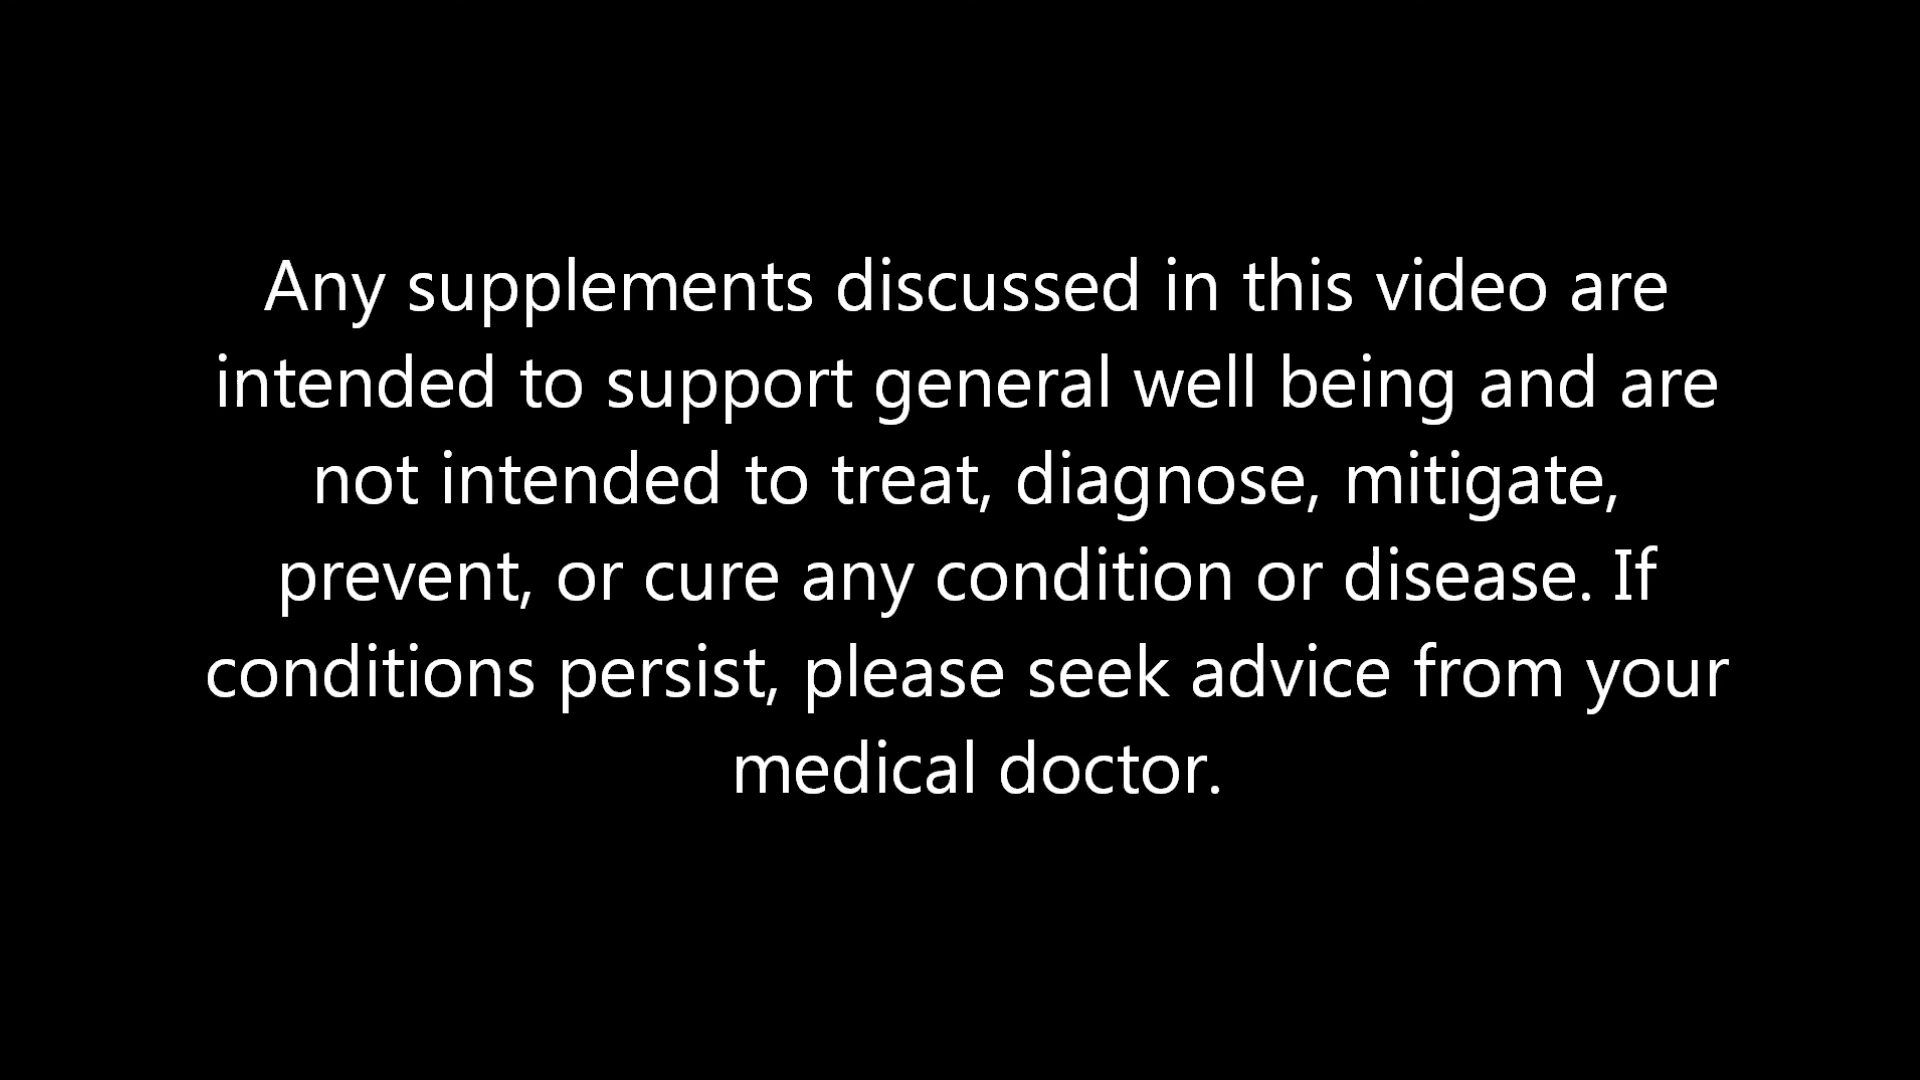 Any supplements discussed in this video are
intended to support general well being and are
not intended to treat, diagnose, mitigate,
prevent, or cure any condition or disease. If
conditions persist, please seek advice from your
medical doctor.